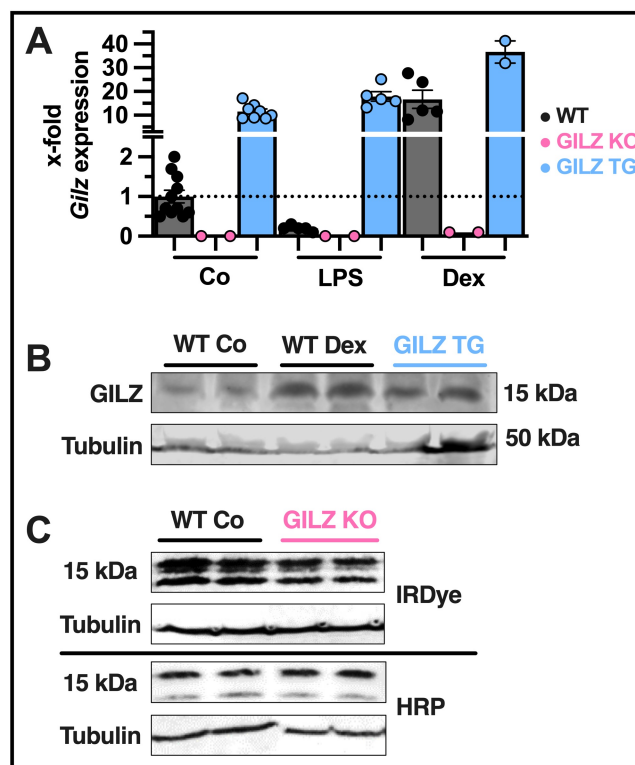 A
x-fold
Gilz expression
40
30
20
10
2
1
0
WT
GILZ KO
GILZ TG
Co
LPS
Dex
B
WT Co
WT Dex
GILZ TG
GILZ
15 kDa
Tubulin
50 kDa
C
WT Co
GILZ KO
15 kDa
IRDye
Tubulin
15 kDa
HRP
Tubulin